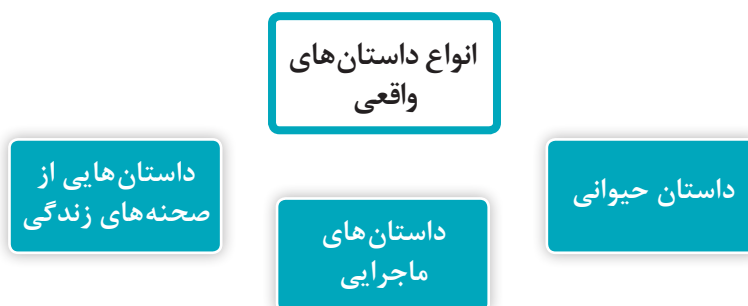 انواع داستان‌های
واقعی
داستان حیوانی
داستان‌های
ماجرایی
داستان‌هایی از
صحنه‌های زندگی